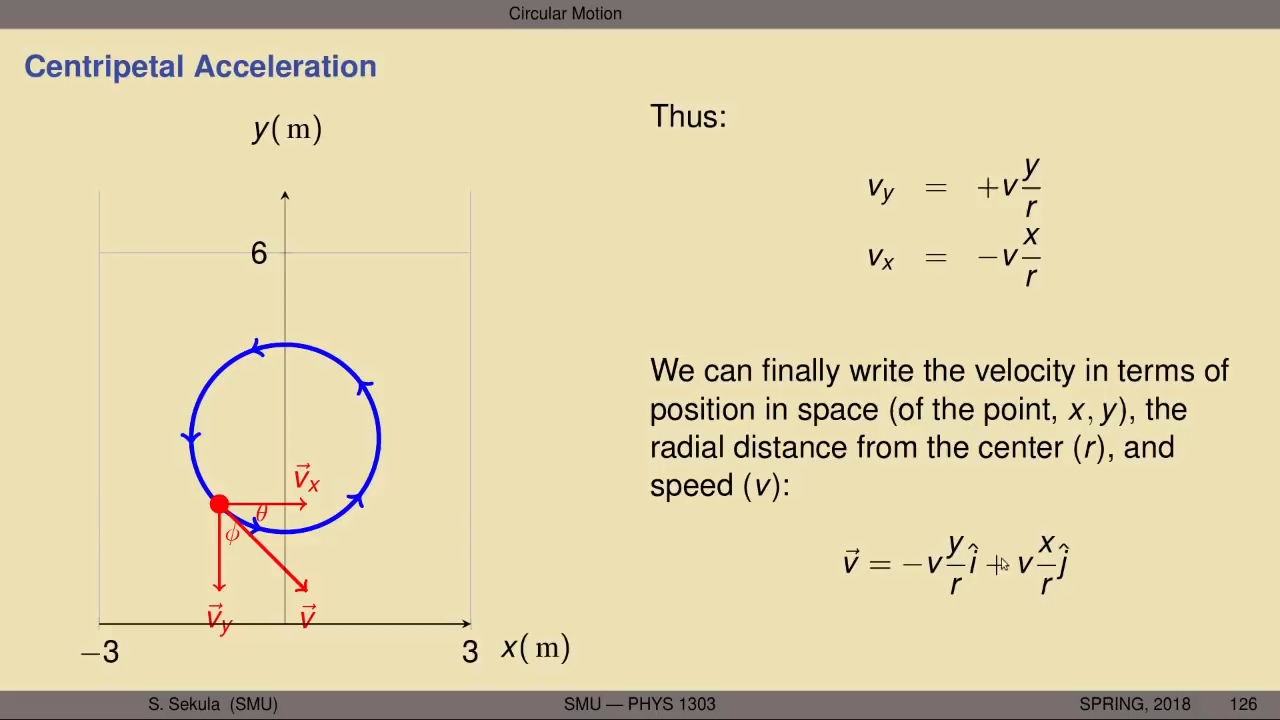 Circular Motion
Centripetal Acceleration
y( m)
6
v⃗x
θ
ϕ
v⃗y
v⃗
−3
3
x( m)
Thus:
vy = +v y/r
vx = −v x/r
We can finally write the velocity in terms of
position in space (of the point, x, y), the
radial distance from the center (r), and
speed (v):
v⃗ = −v y/r î + v x/r ĵ
S. Sekula (SMU)
SMU — PHYS 1303
SPRING, 2018
126